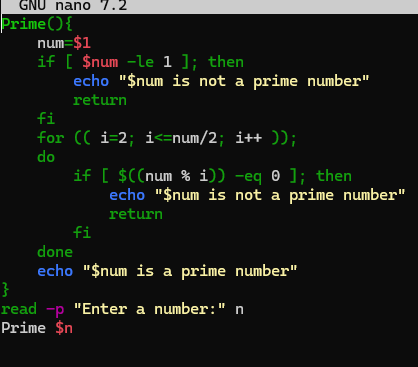 GNU nano 7.2
Prime(){
    num=$1
    if [ $num -le 1 ]; then
        echo "$num is not a prime number"
        return
    fi
    for (( i=2; i<=num/2; i++ ));
    do
        if [ $((num % i)) -eq 0 ]; then
            echo "$num is not a prime number"
            return
        fi
    done
    echo "$num is a prime number"
}
read -p "Enter a number:" n
Prime $n